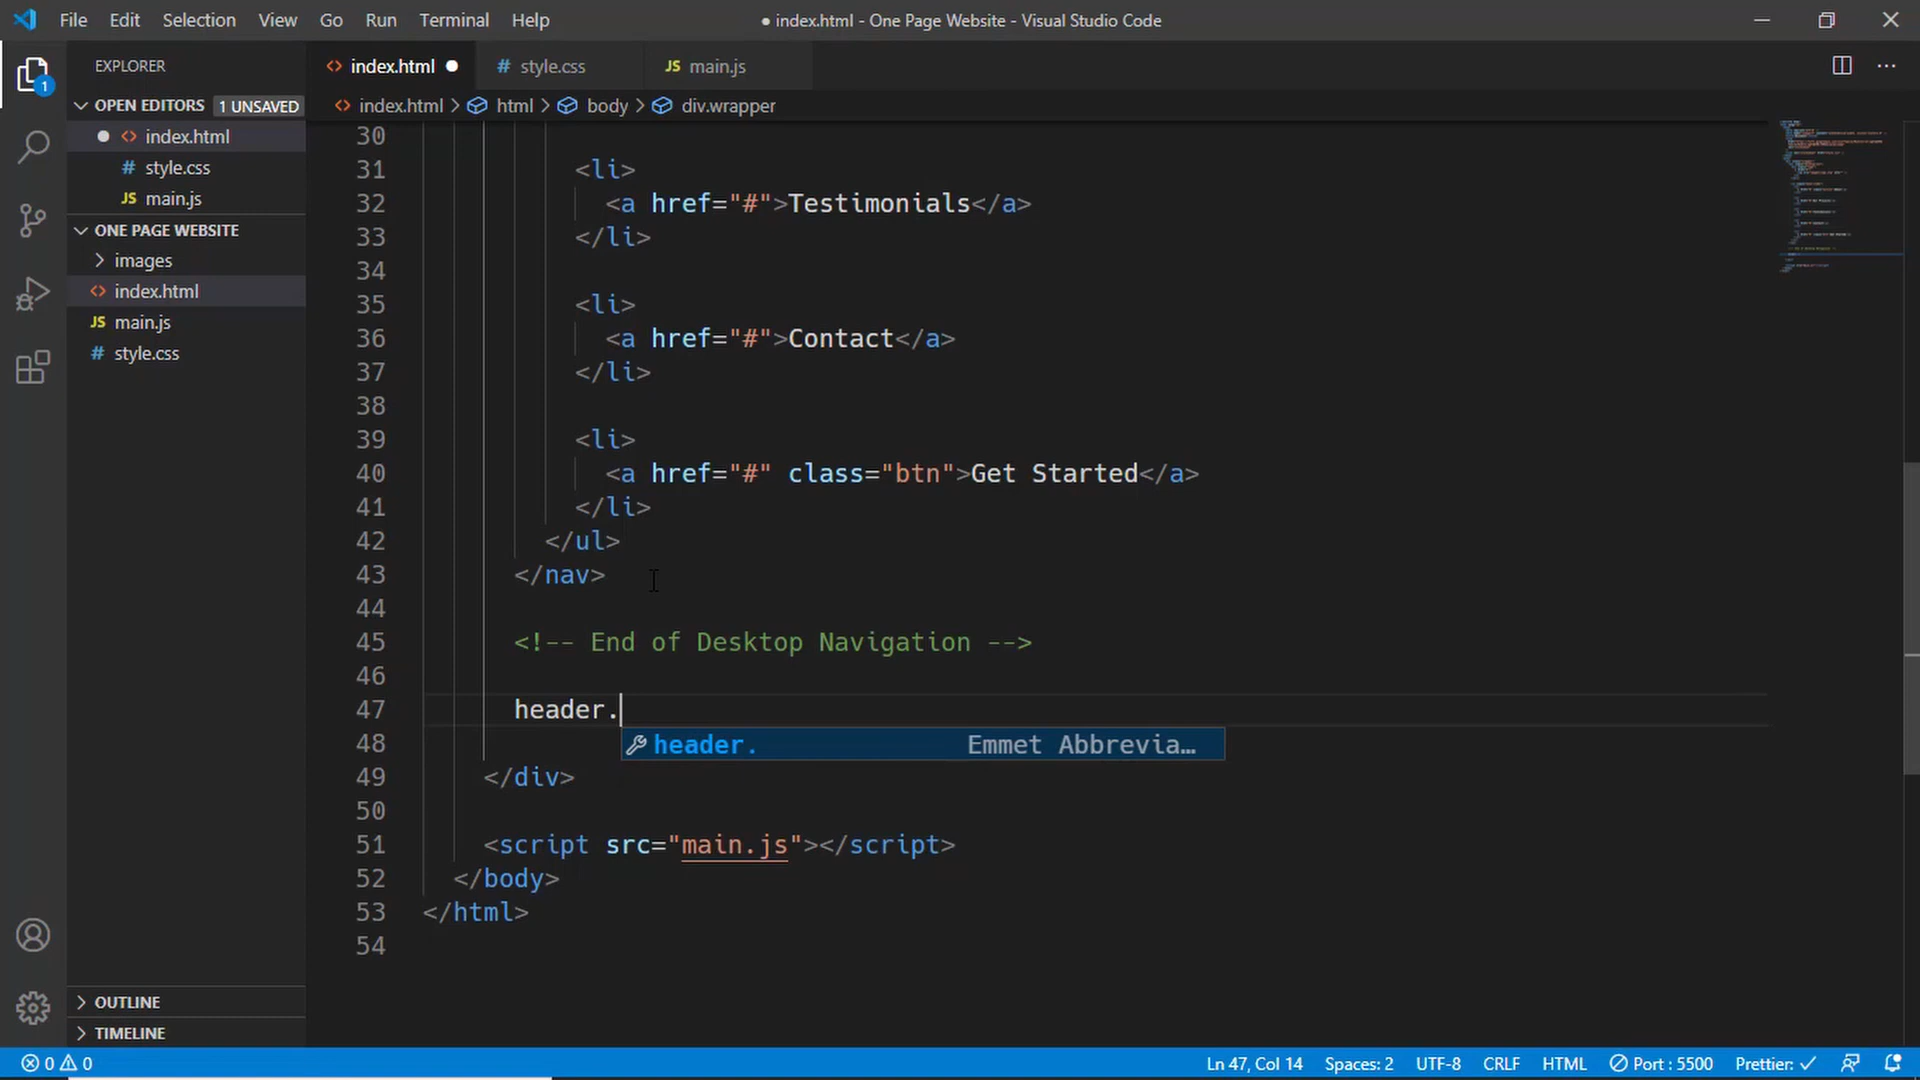 File Edit Selection View Go Run Terminal Help
● index.html - One Page Website - Visual Studio Code
EXPLORER
OPEN EDITORS 1 UNSAVED
index.html
style.css
main.js
ONE PAGE WEBSITE
images
index.html
main.js
style.css
OUTLINE
TIMELINE
1
index.html ●
# style.css
JS main.js
index.html > html > body > div.wrapper
30
31 <li>
32 <a href="#">Testimonials</a>
33 </li>
34
35 <li>
36 <a href="#">Contact</a>
37 </li>
38
39 <li>
40 <a href="#" class="btn">Get Started</a>
41 </li>
42 </ul>
43 </nav>
44
45 <!-- End of Desktop Navigation -->
46
47 header.
header. Emmet Abbrevia…
48
49 </div>
50
51 <script src="main.js"></script>
52 </body>
53 </html>
54
0 0
Ln 47, Col 14 Spaces: 2 UTF-8 CRLF HTML Port : 5500 Prettier: ✓